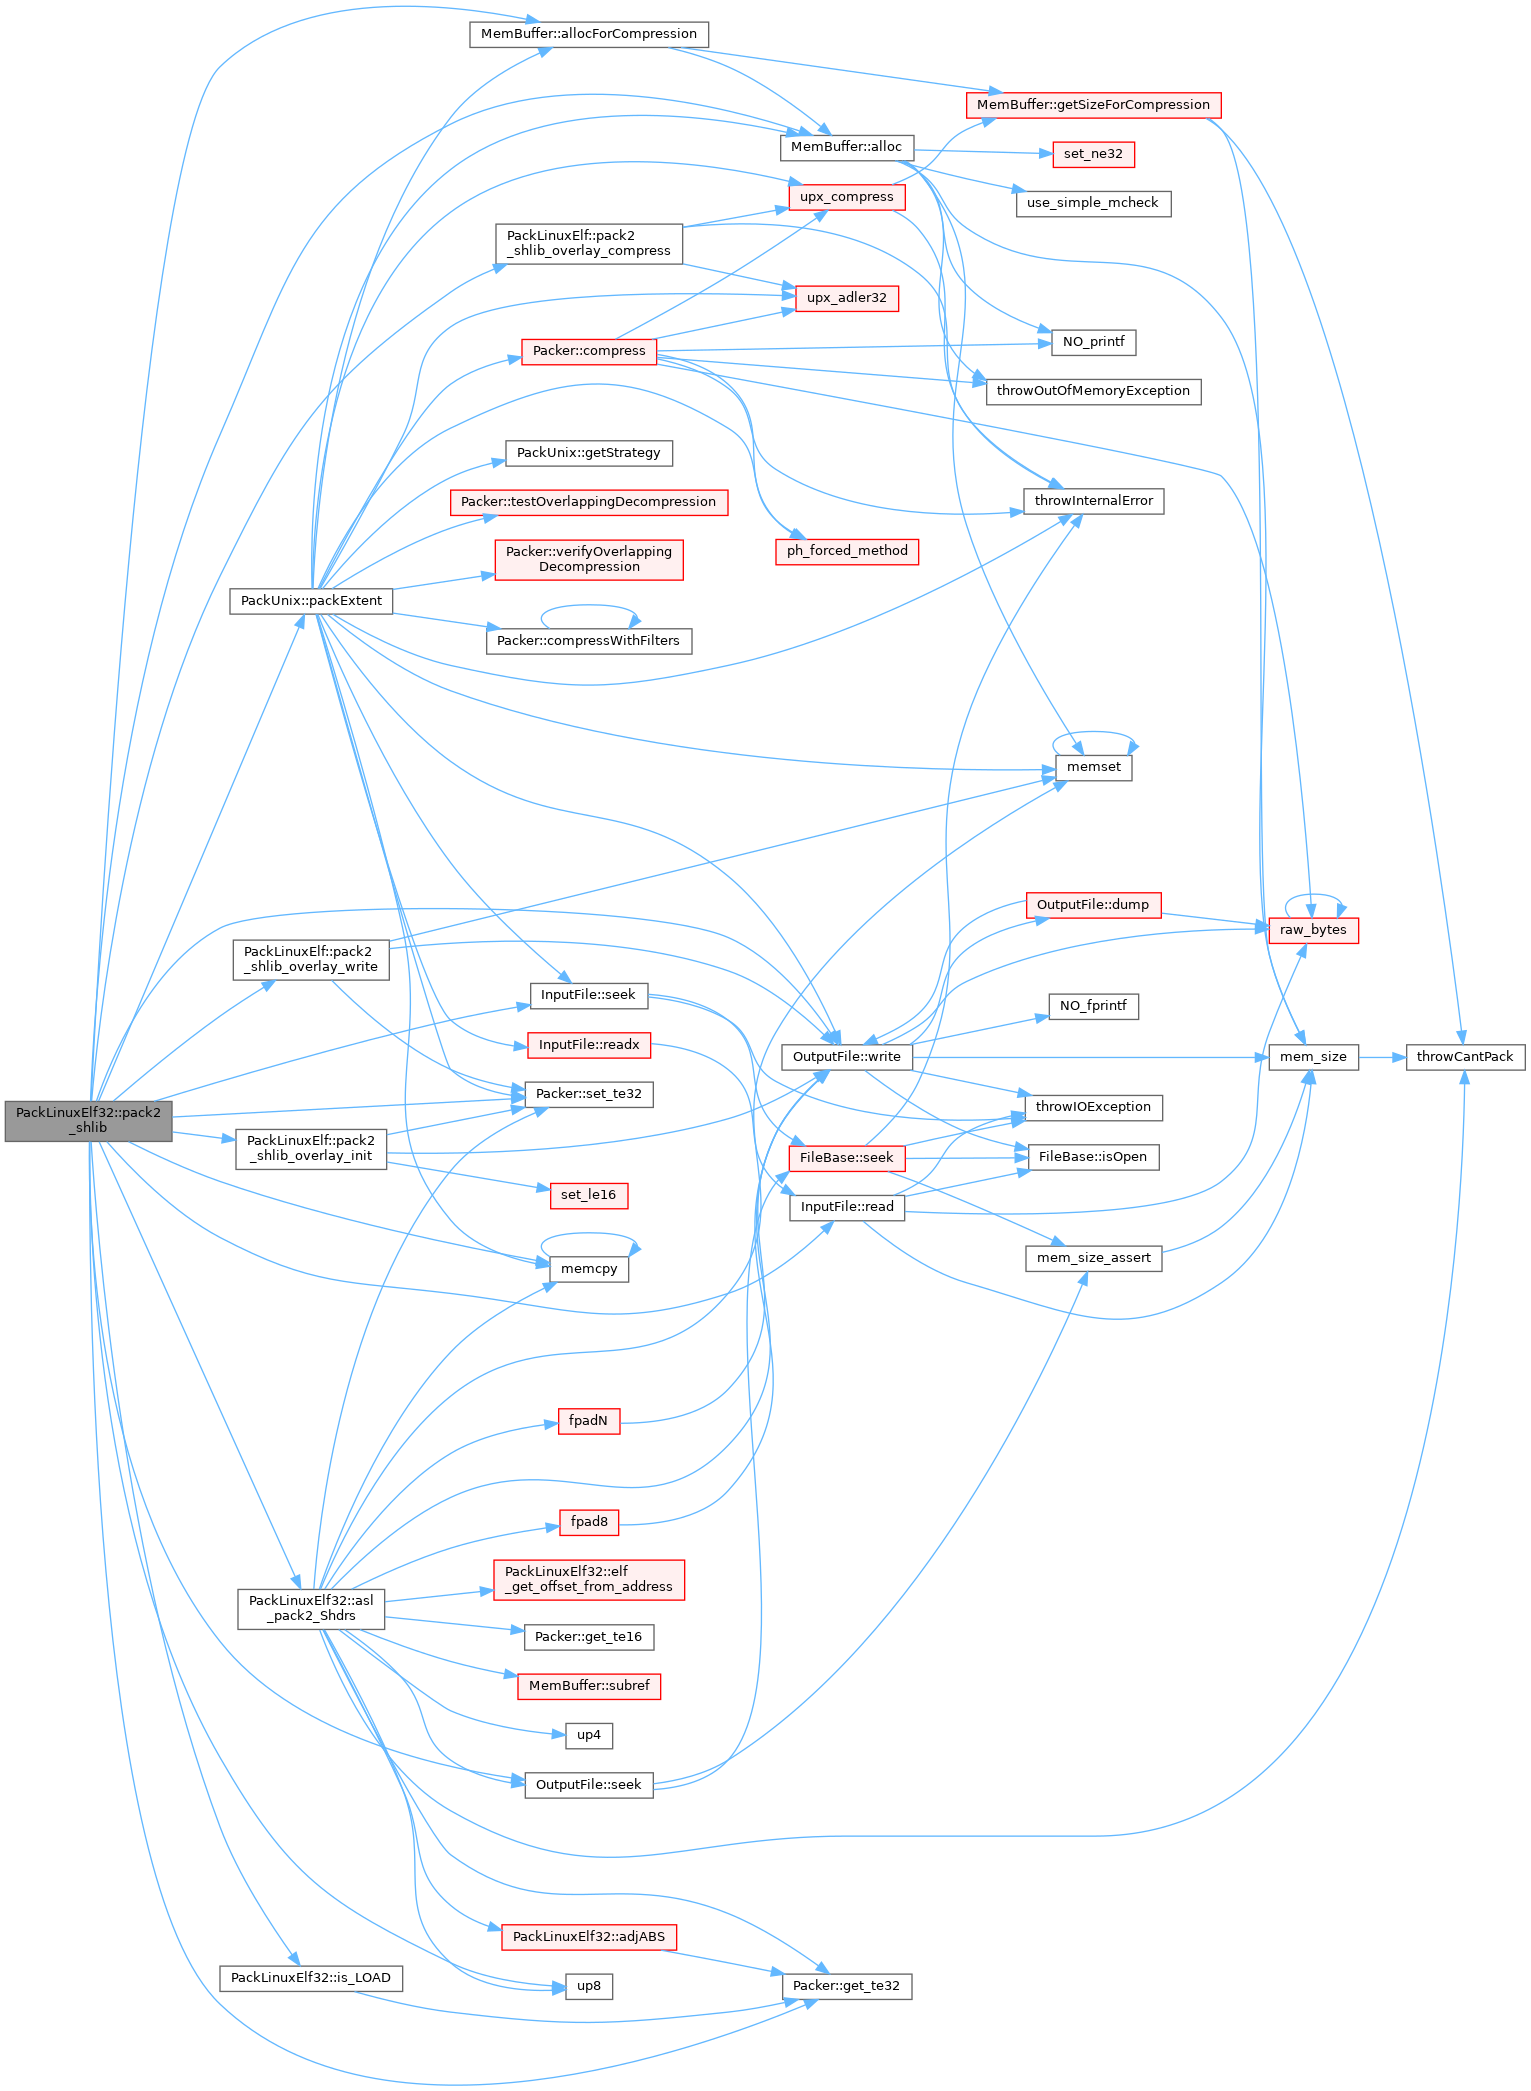 MemBuffer::allocForCompression
MemBuffer::getSizeForCompression
MemBuffer::alloc
set_ne32
upx_compress
use_simple_mcheck
PackLinuxElf::pack2
_shlib_overlay_compress
upx_adler32
NO_printf
Packer::compress
throwOutOfMemoryException
PackUnix::getStrategy
Packer::testOverlappingDecompression
throwInternalError
Packer::verifyOverlapping
Decompression
ph_forced_method
PackUnix::packExtent
Packer::compressWithFilters
memset
OutputFile::dump
raw_bytes
PackLinuxElf::pack2
_shlib_overlay_write
InputFile::seek
NO_fprintf
InputFile::readx
OutputFile::write
mem_size
throwCantPack
Packer::set_te32
throwIOException
PackLinuxElf32::pack2
_shlib
PackLinuxElf::pack2
_shlib_overlay_init
FileBase::seek
FileBase::isOpen
set_le16
InputFile::read
memcpy
mem_size_assert
fpadN
fpad8
PackLinuxElf32::elf
_get_offset_from_address
PackLinuxElf32::asl
_pack2_Shdrs
Packer::get_te16
MemBuffer::subref
up4
OutputFile::seek
PackLinuxElf32::adjABS
PackLinuxElf32::is_LOAD
up8
Packer::get_te32